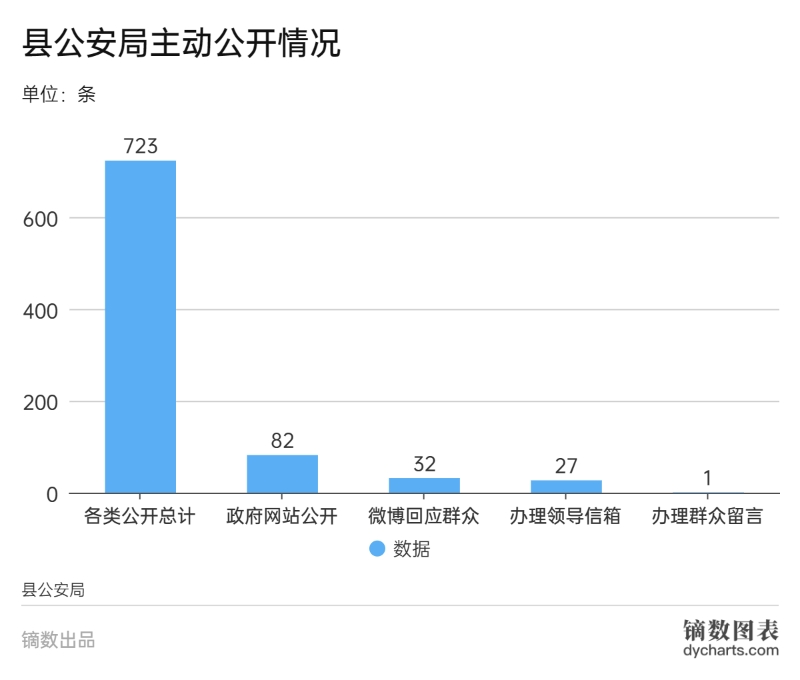 县公安局主动公开情况
单位：条
723
600
400
200
82
32
27
1
0
各类公开总计 政府网站公开 微博回应群众 办理领导信箱 办理群众留言
数据
县公安局
镝数出品
镝数图表
dycharts.com